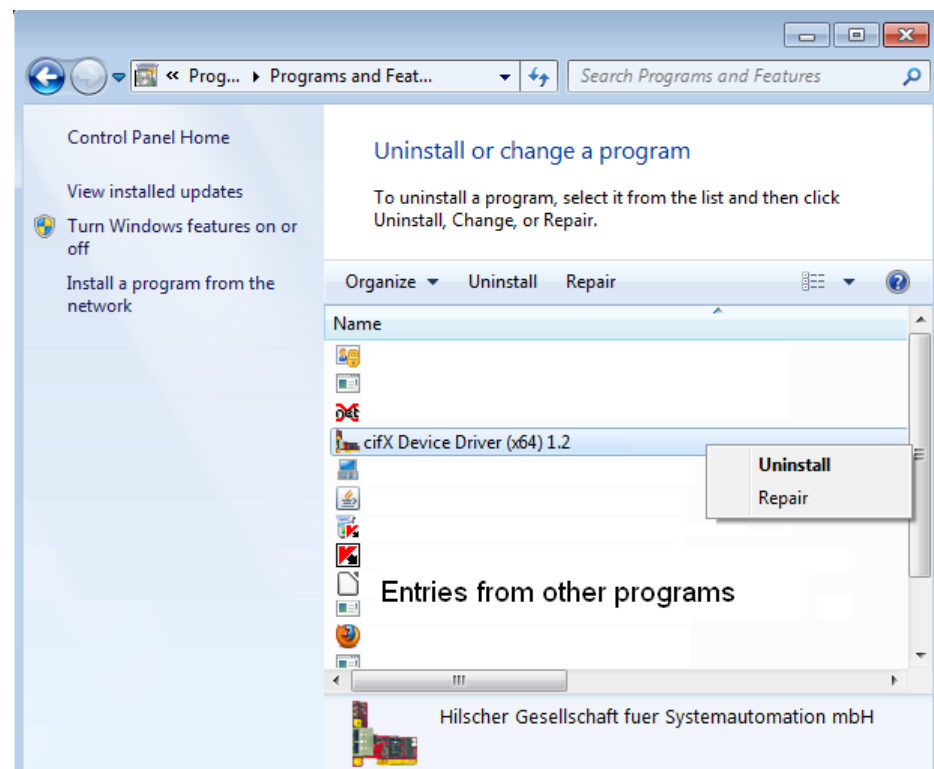 « Prog... ▸ Programs and Feat...
Search Programs and Features
Control Panel Home
View installed updates
Turn Windows features on or
off
Install a program from the
network
Uninstall or change a program
To uninstall a program, select it from the list and then click
Uninstall, Change, or Repair.
Organize Uninstall Repair
Name
net
cifX Device Driver (x64) 1.2
Uninstall
Repair
Entries from other programs
Hilscher Gesellschaft fuer Systemautomation mbH